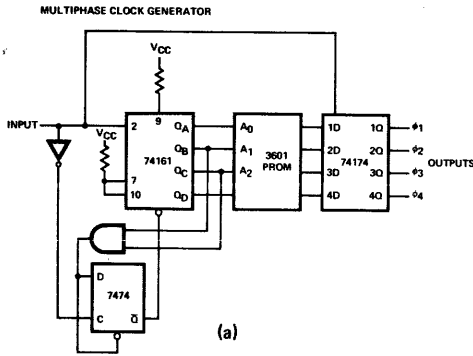 MULTIPHASE CLOCK GENERATOR
VCC
INPUT
VCC
2
9
7
10
74161
QA
QB
QC
QD
A0
A1
A2
3601
PROM
1D
2D
3D
4D
74174
1Q
2Q
3Q
4Q
ϕ1
ϕ2
ϕ3
ϕ4
OUTPUTS
D
7474
C
Q̅
(a)